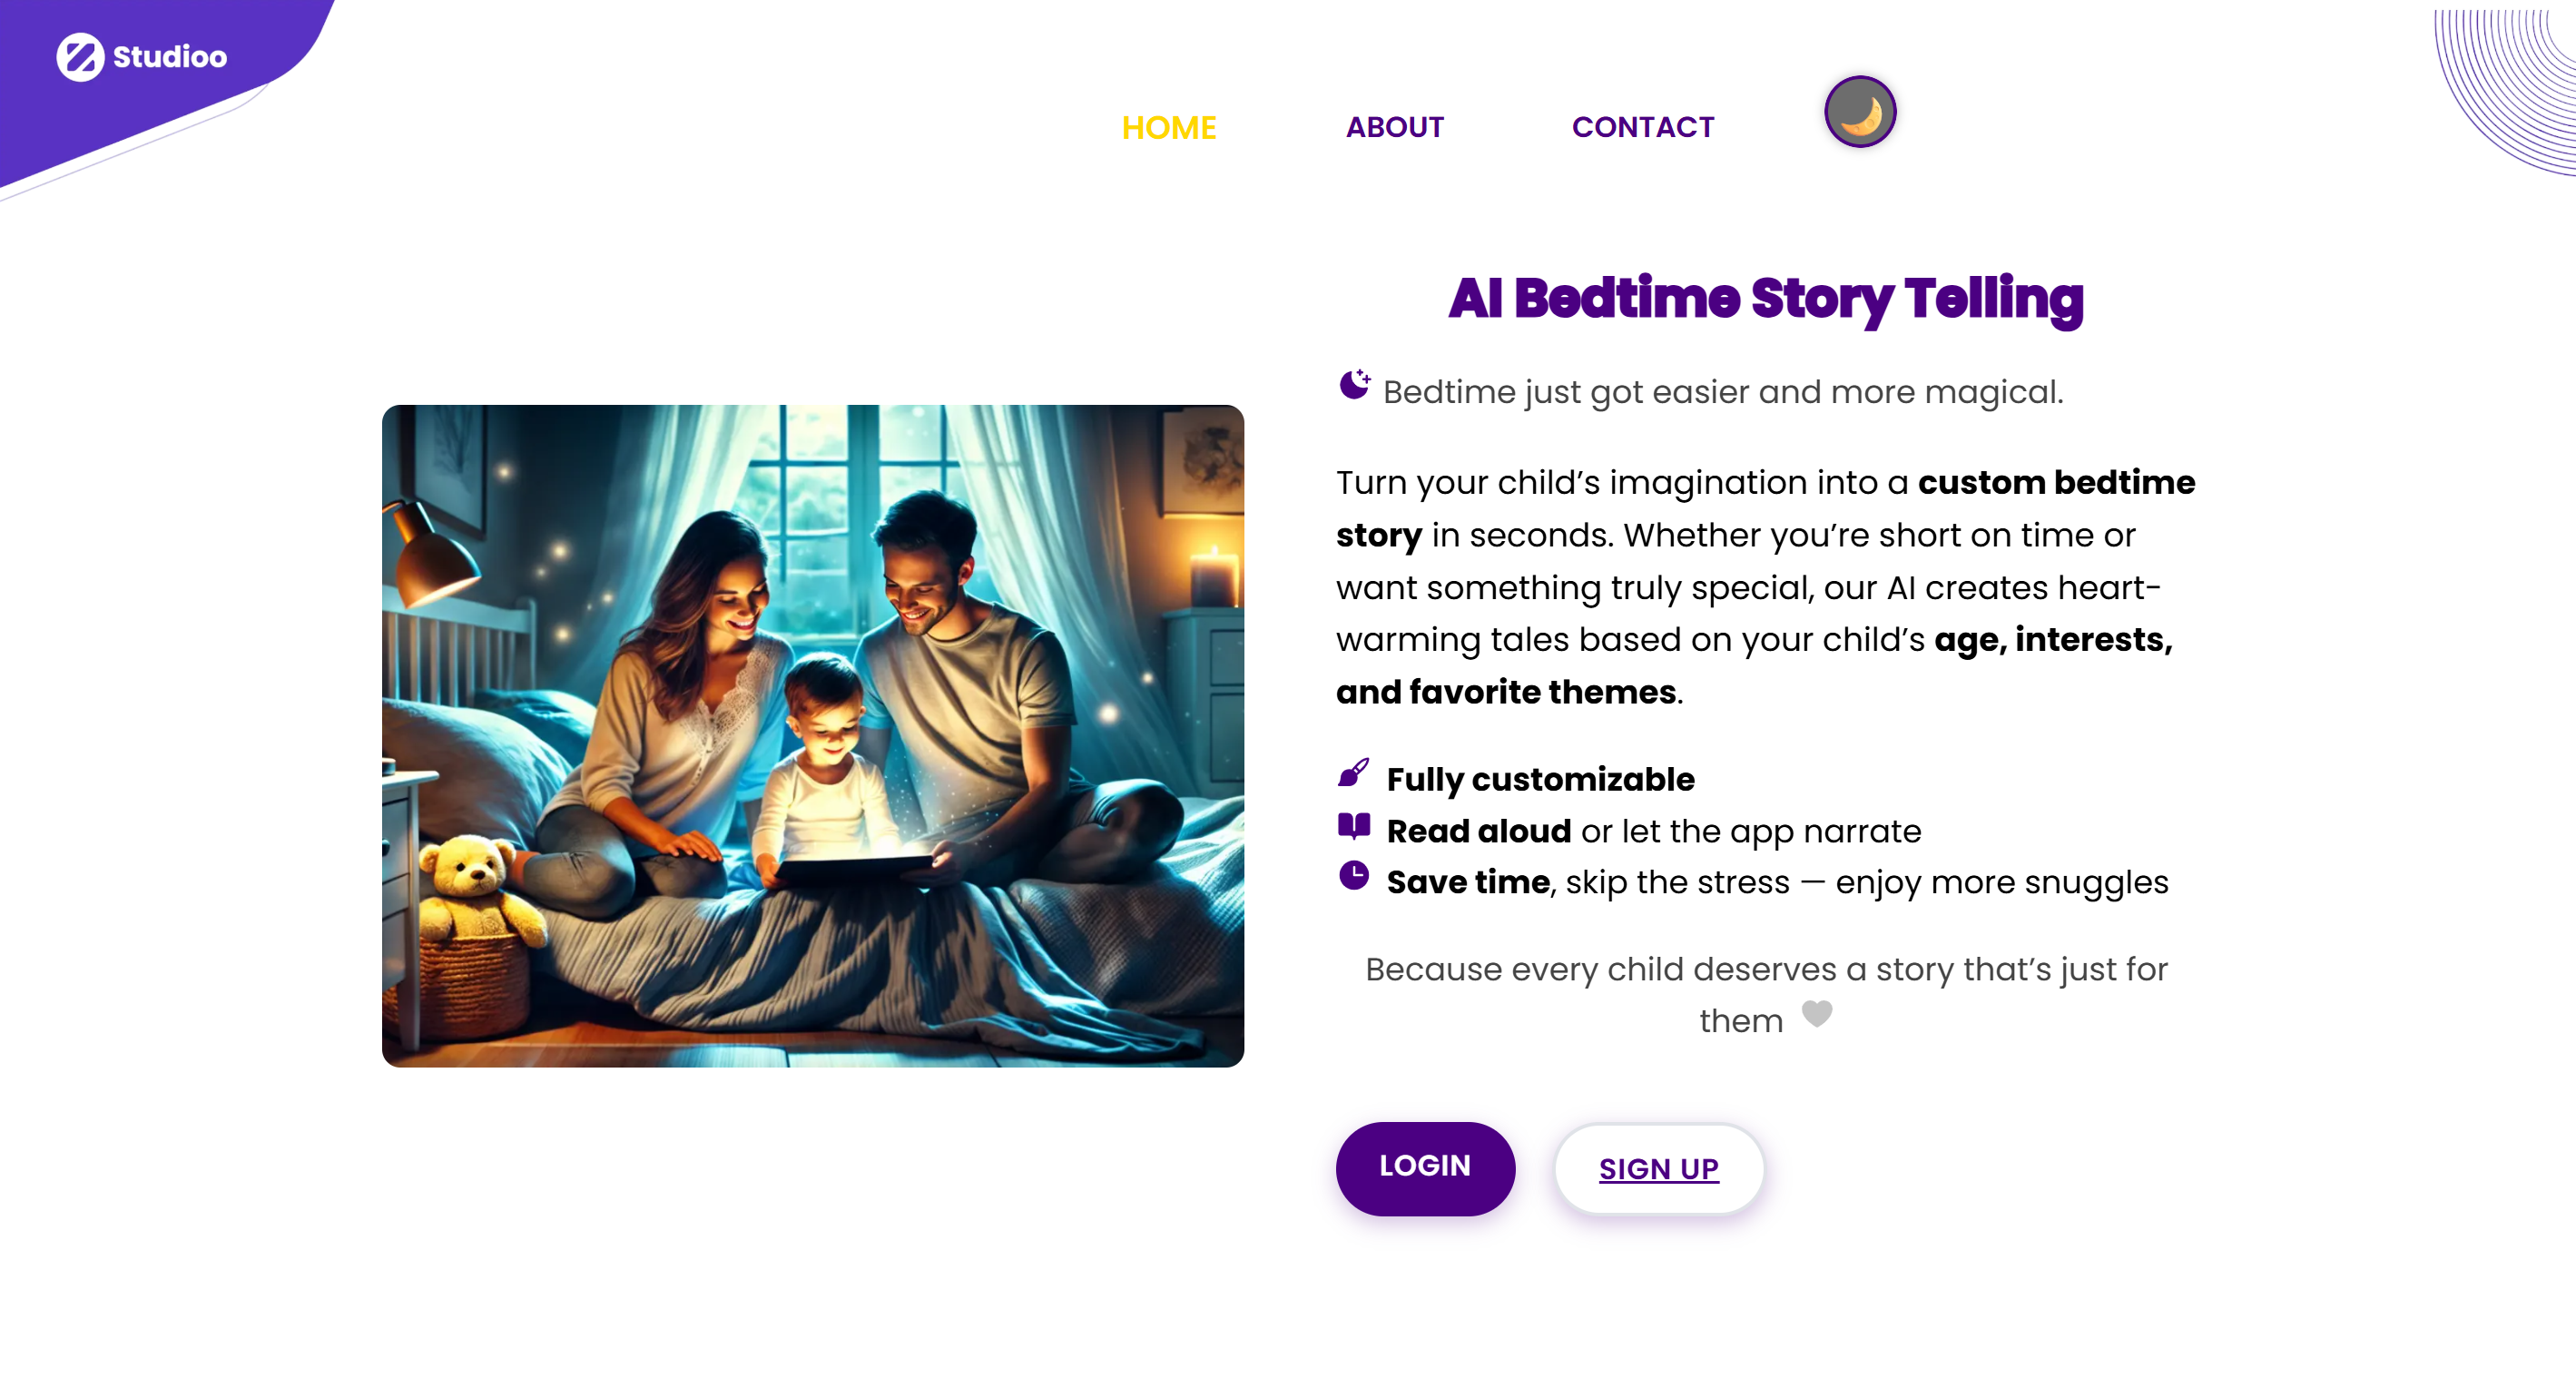 Studioo
HOME
ABOUT
CONTACT
AI Bedtime Story Telling
Bedtime just got easier and more magical.
Turn your child’s imagination into a custom bedtime
story in seconds. Whether you’re short on time or
want something truly special, our AI creates heart-
warming tales based on your child’s age, interests,
and favorite themes.
Fully customizable
Read aloud or let the app narrate
Save time, skip the stress — enjoy more snuggles
Because every child deserves a story that’s just for
them
LOGIN
SIGN UP